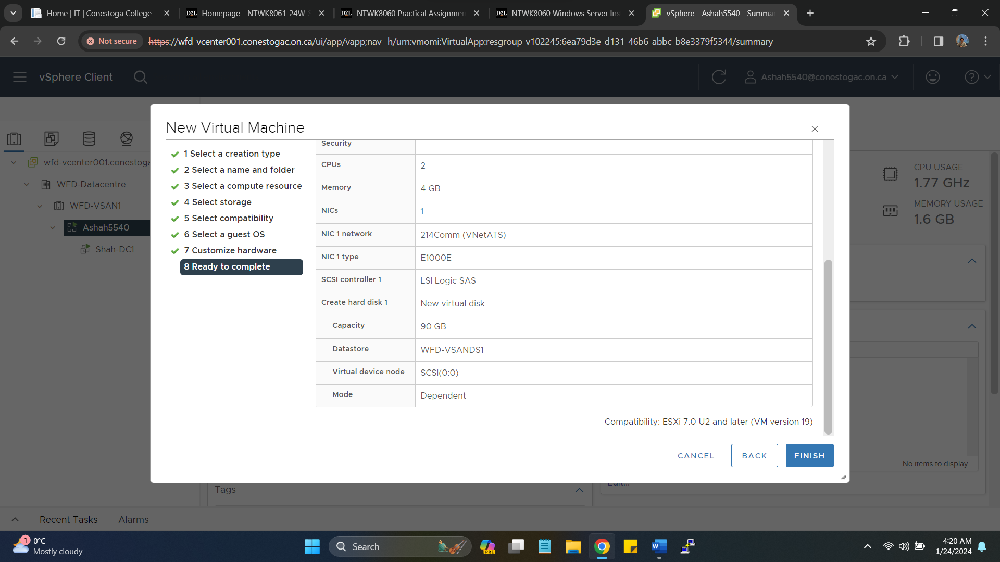 Home | IT | Conestoga College
Homepage - NTWK8061-24W-S
NTWK8060 Practical Assignmen
NTWK8060 Windows Server Ins
vSphere - Ashah5540 - Summa
Not secure
https://wfd-vcenter001.conestogac.on.ca/ui/app/vapp;nav=h/urn:vmomi:VirtualApp:resgroup-v102245:6ea79d3e-d131-46b6-abbc-b8e3379f5344/summary
vSphere Client
Ashah5540@conestogac.on.ca
wfd-vcenter001.conestoga
WFD-Datacentre
WFD-VSAN1
Ashah5540
Shah-DC1
New Virtual Machine
1 Select a creation type
2 Select a name and folder
3 Select a compute resource
4 Select storage
5 Select compatibility
6 Select a guest OS
7 Customize hardware
8 Ready to complete
Security
CPUs 2
Memory 4 GB
NICs 1
NIC 1 network 214Comm (VNetATS)
NIC 1 type E1000E
SCSI controller 1 LSI Logic SAS
Create hard disk 1 New virtual disk
Capacity 90 GB
Datastore WFD-VSANDS1
Virtual device node SCSI(0:0)
Mode Dependent
Compatibility: ESXi 7.0 U2 and later (VM version 19)
CANCEL BACK FINISH
CPU USAGE
1.77 GHz
MEMORY USAGE
1.6 GB
No items to display
Edit...
Tags
Recent Tasks Alarms
1
0°C
Mostly cloudy
Search
PRE
4:20 AM
1/24/2024